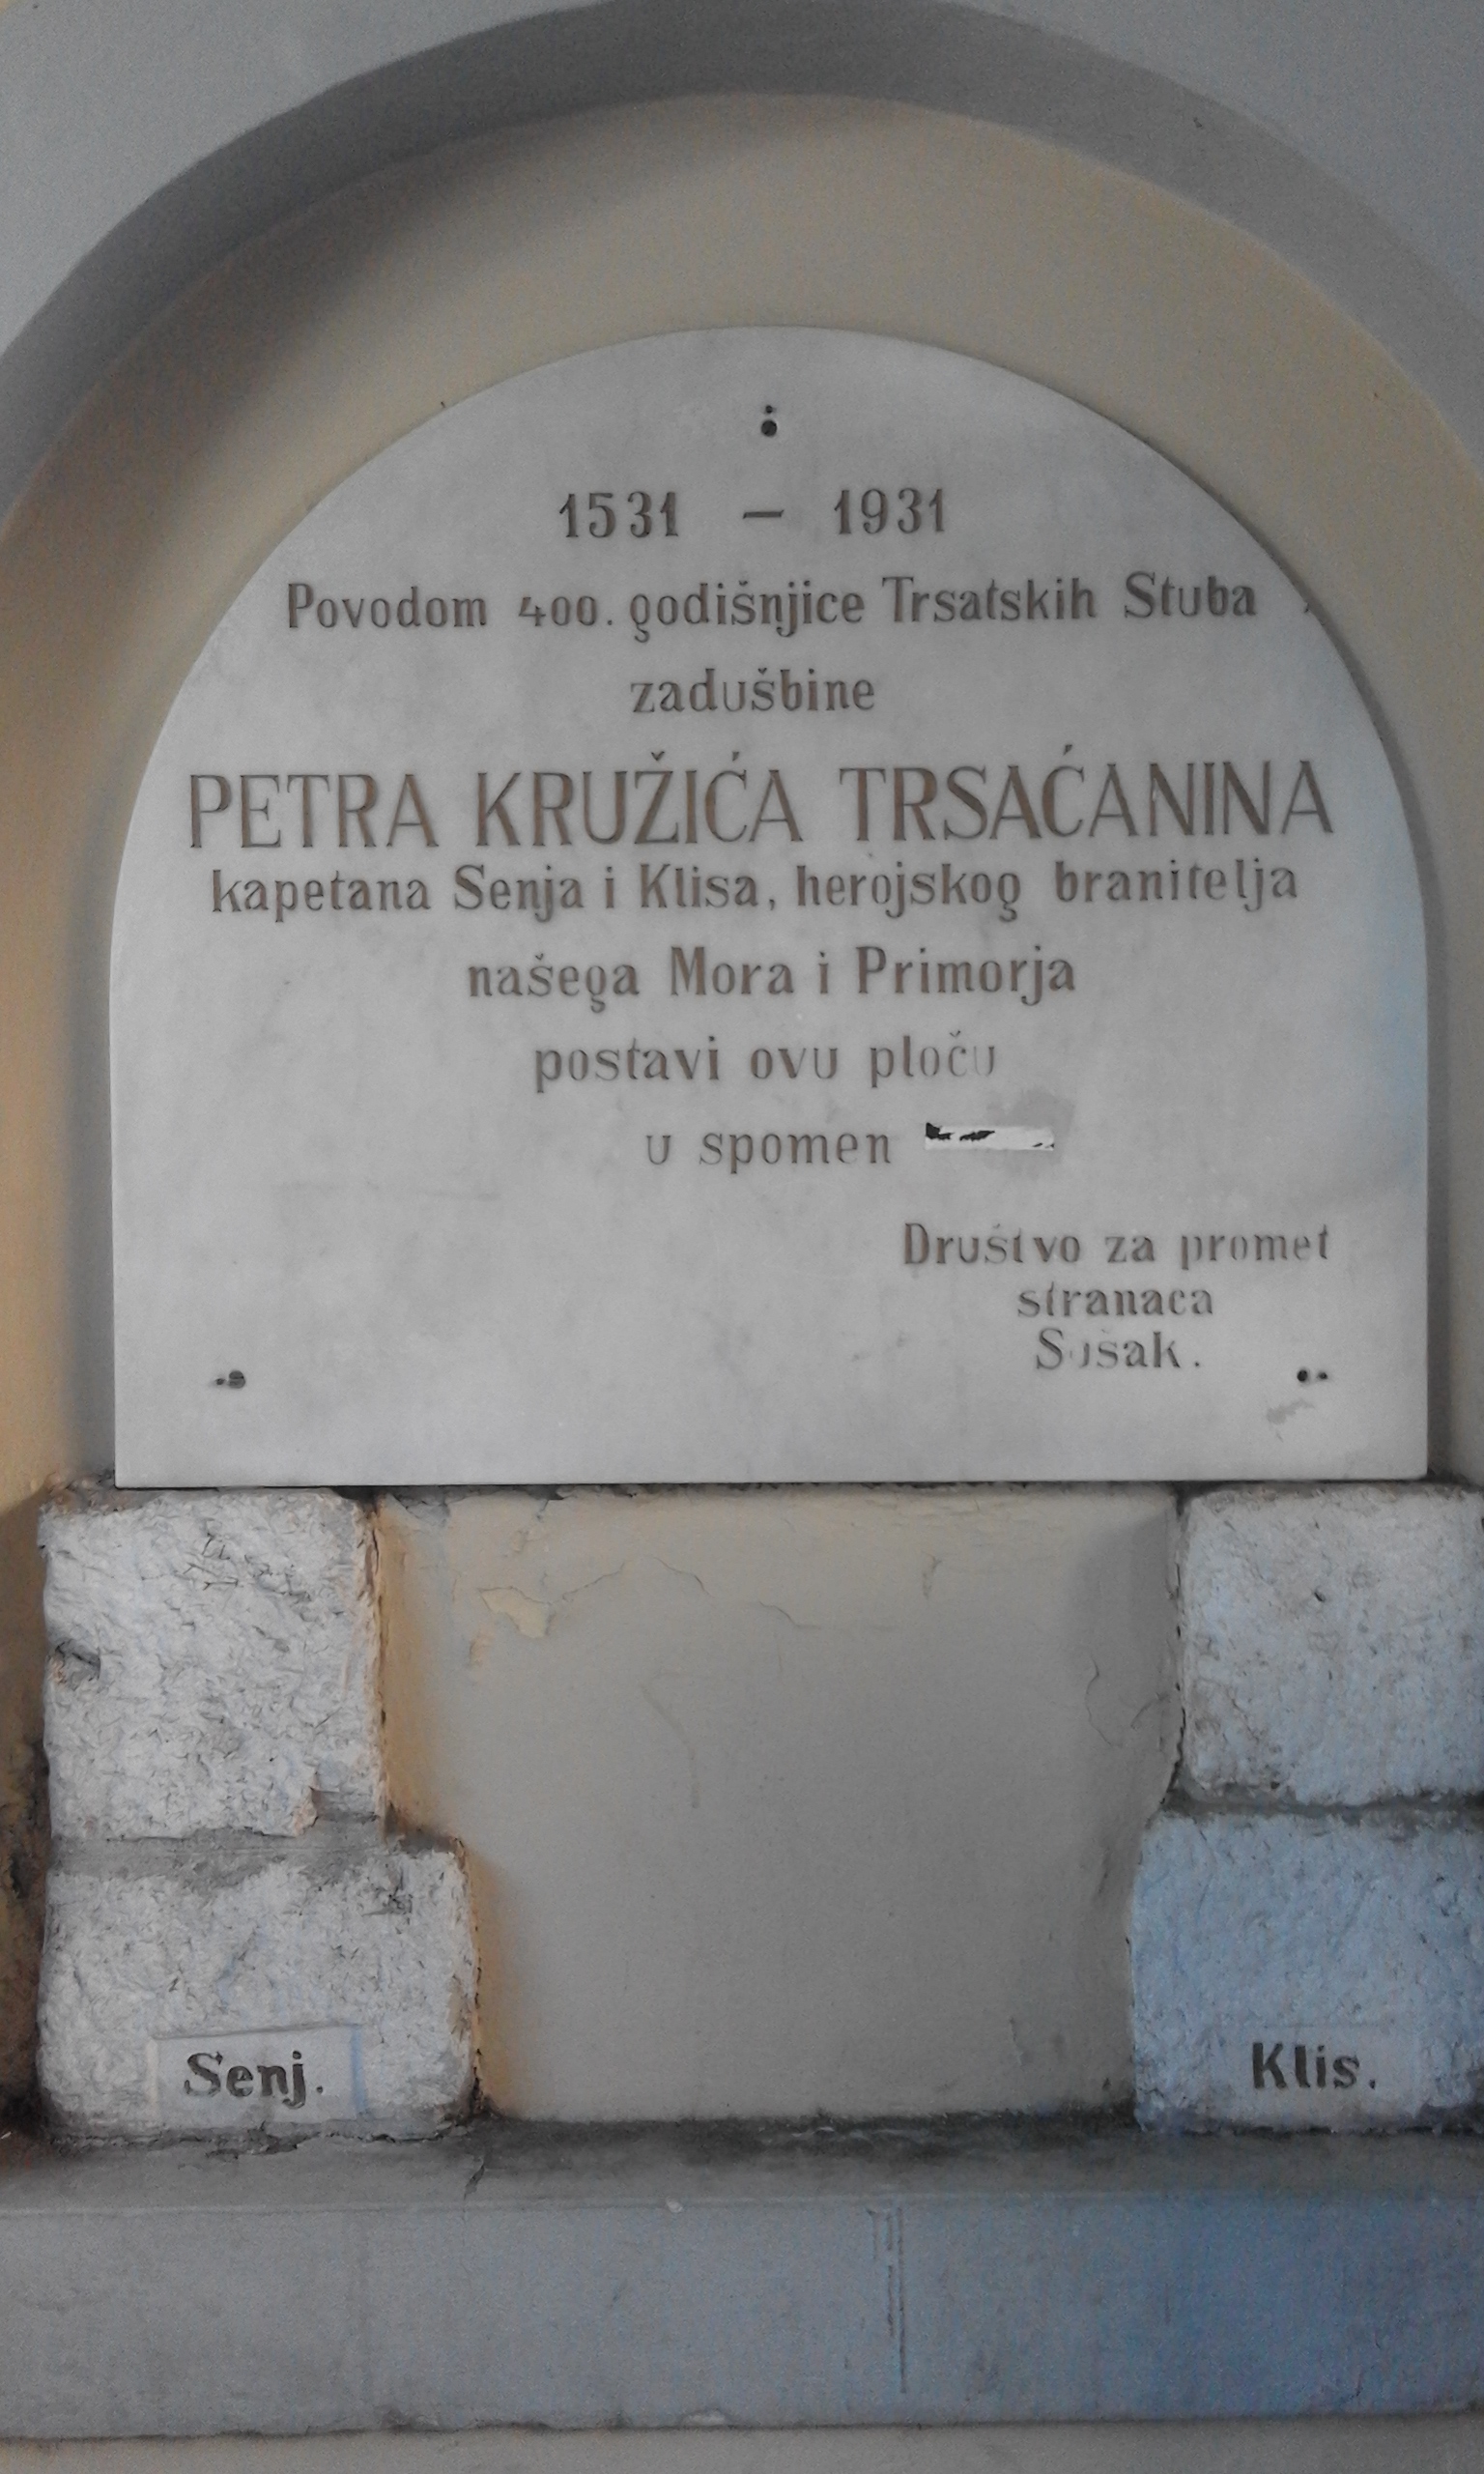 1531 - 1931
Povodom 400. godišnjice Trsatskih Stuba
zadušbine
PETRA KRUŽIĆA TRSAĆANINA
kapetana Senja i Klisa, herojskog branitelja
našega Mora i Primorja
postavi ovu ploču
u spomen
Društvo za promet
stranaca
Sušak.
Senj.
Klis.